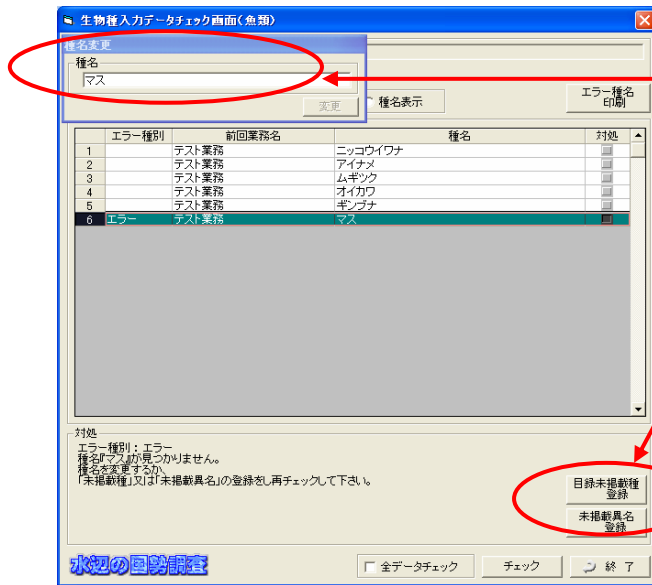 生物種入力データチェック画面(魚類)
種名変更
種名
マス
変更
種名表示
エラー種名
印刷
エラー種別 前回業務名 種名 対処
1 テスト業務 ニッコウイワナ
2 テスト業務 アイナメ
3 テスト業務 ムギツク
4 テスト業務 オイカワ
5 テスト業務 ギンブナ
6 エラー テスト業務 マス
対処
エラー種別：エラー
種名『マス』が見つかりません。
種名を変更するか、
「未掲載種」又は「未掲載異名」の登録をし再チェックして下さい。
目録未掲載種
登録
未掲載異名
登録
水辺の国勢調査
全データチェック チェック 終 了